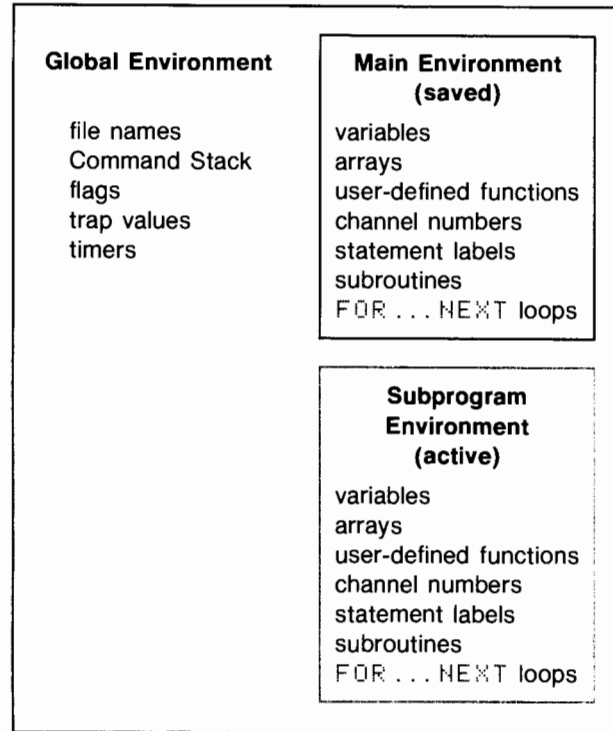 Global Environment
file names
Command Stack
flags
trap values
timers
Main Environment
(saved)
variables
arrays
user-defined functions
channel numbers
statement labels
subroutines
FOR ... NEXT loops
Subprogram
Environment
(active)
variables
arrays
user-defined functions
channel numbers
statement labels
subroutines
FOR ... NEXT loops